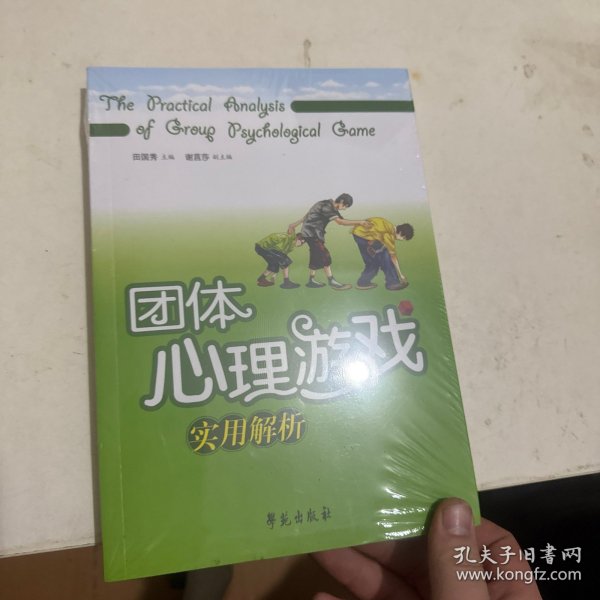 The Practical Analysis
of Group Psychological Game
田国秀 主编 谢莒莎 副主编
团体
心理游戏
实用解析
学苑出版社
孔夫子旧书网
www.kongfz.com